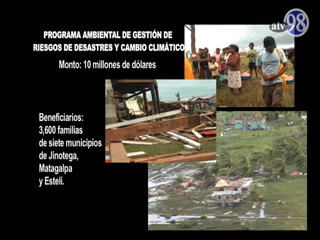 PROGRAMA AMBIENTAL DE GESTIÓN DE
RIESGOS DE DESASTRES Y CAMBIO CLIMÁTICO
Monto: 10 millones de dólares
atv 98
Beneficiarios:
3,600 familias
de siete municipios
de Jinotega,
Matagalpa
y Estelí.